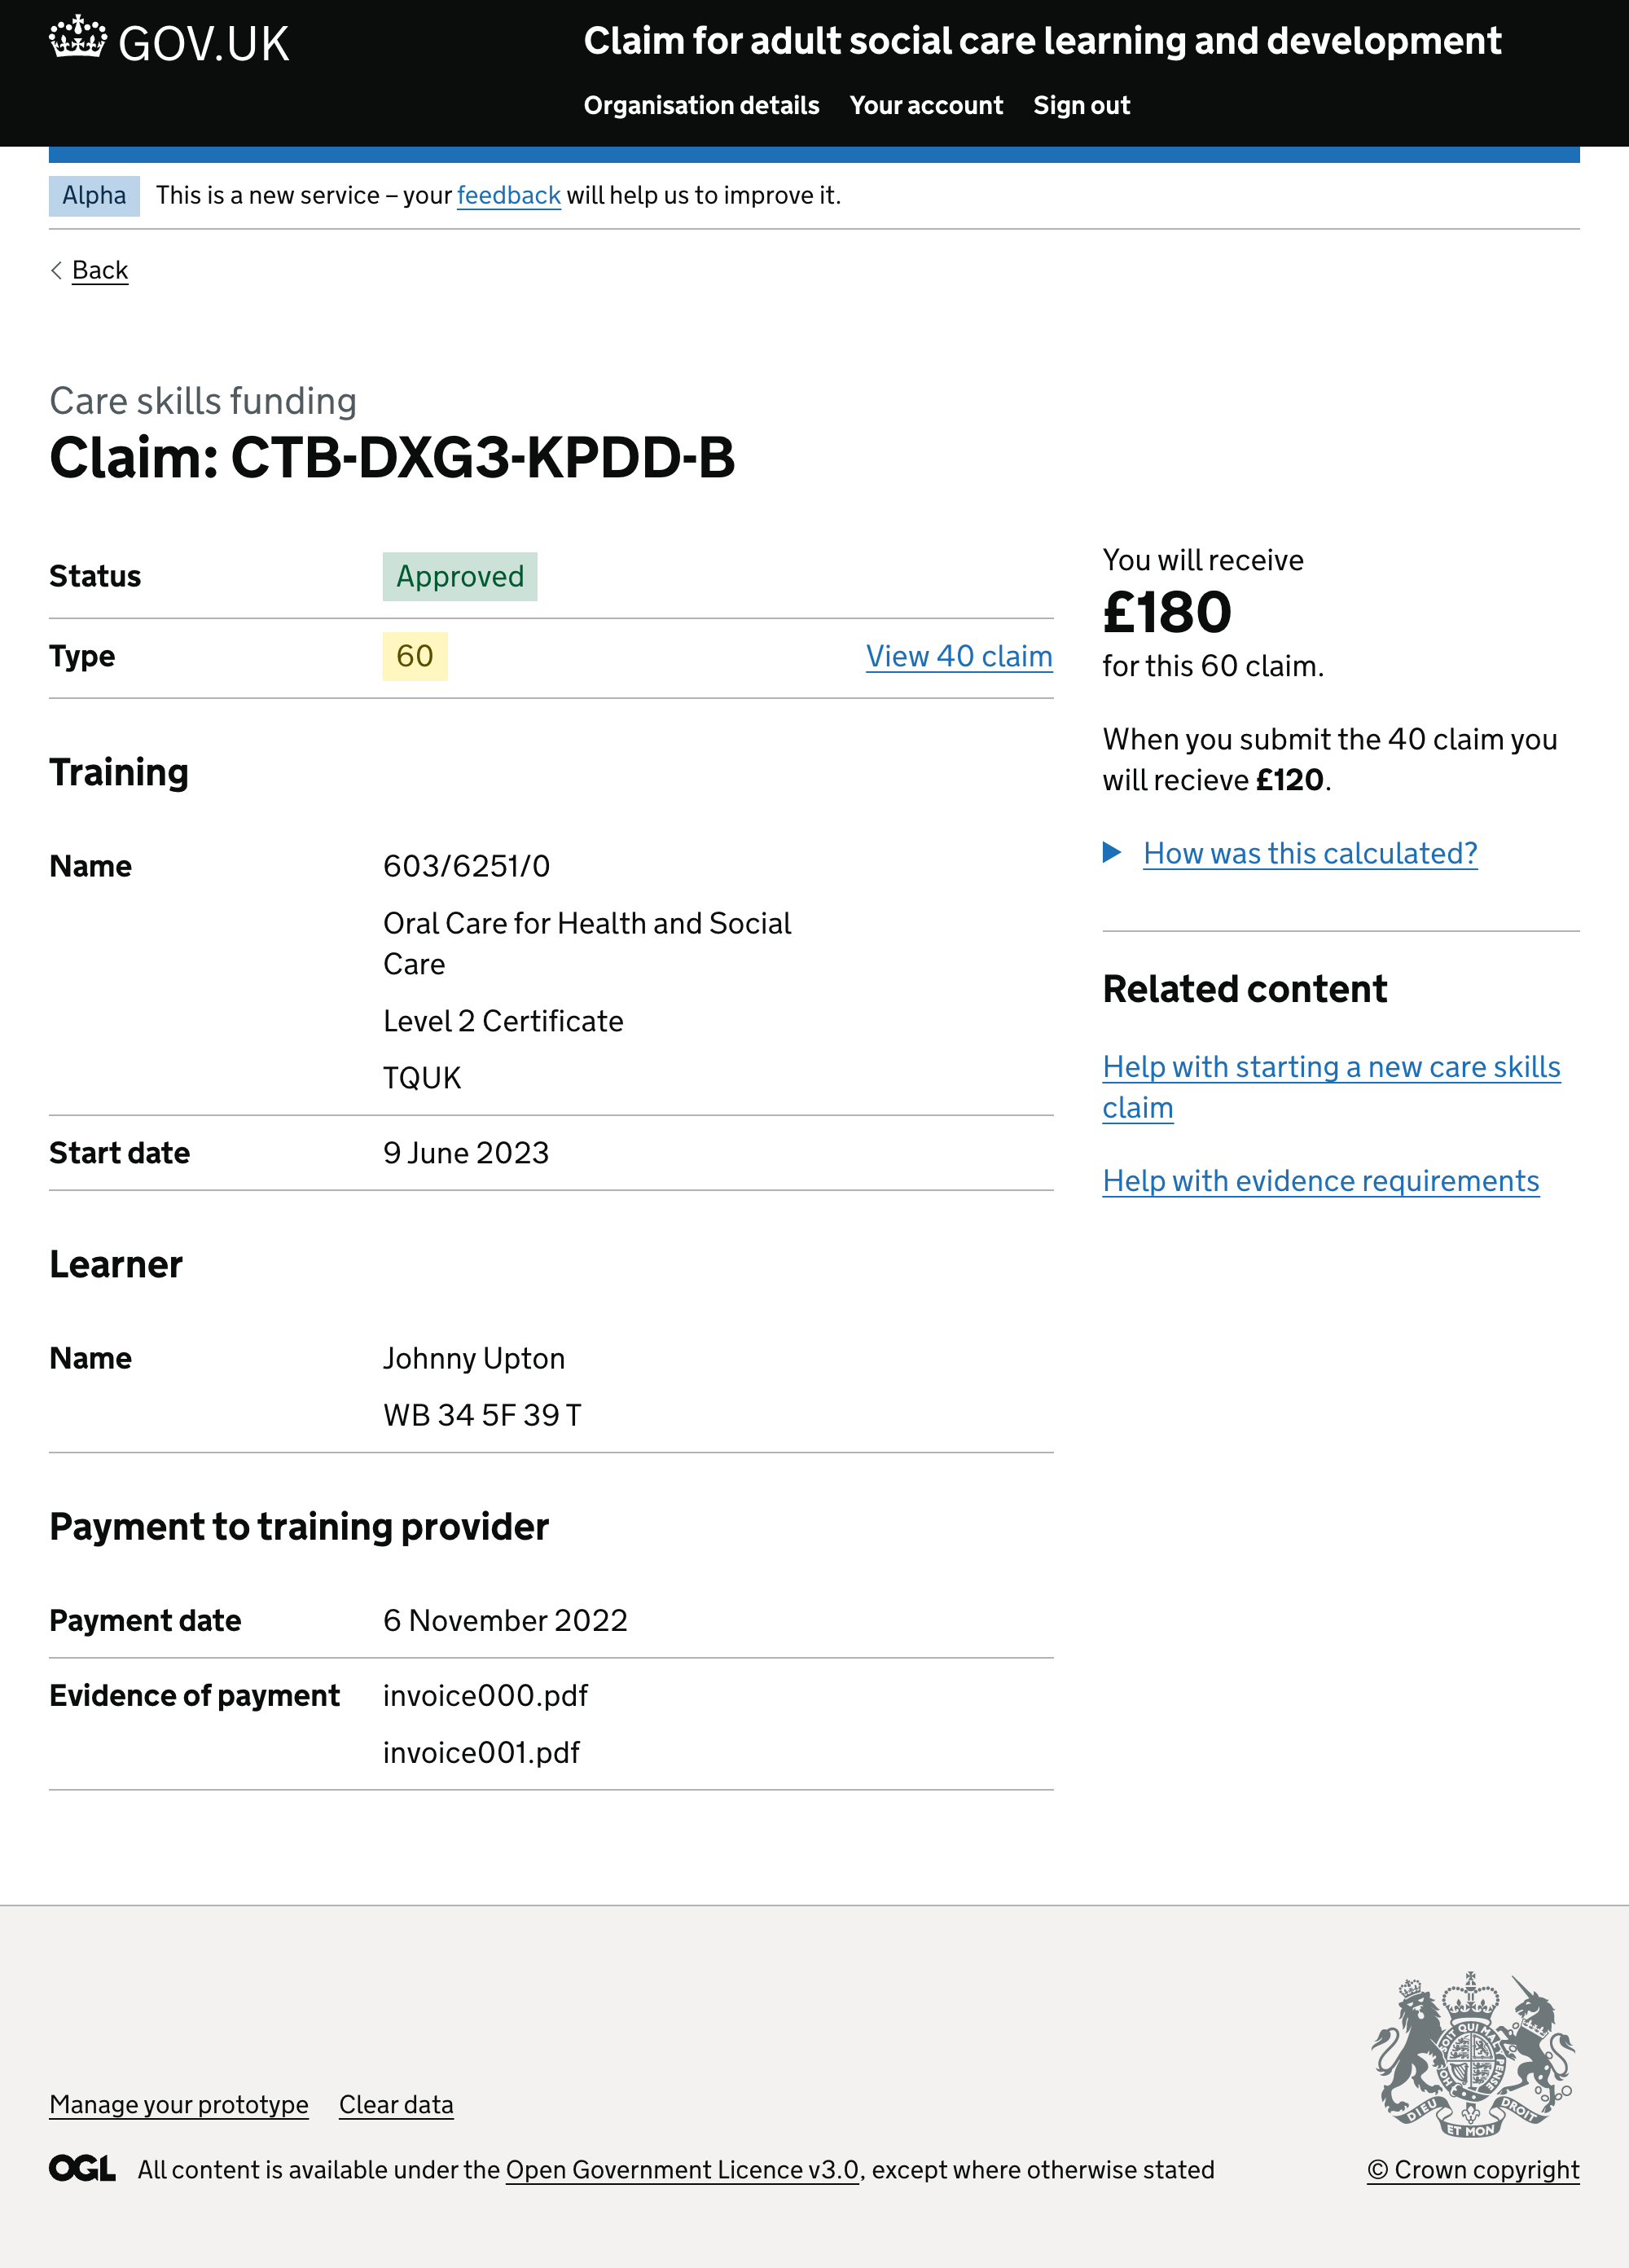 GOV.UK
Claim for adult social care learning and development
Organisation details Your account Sign out
Alpha This is a new service – your feedback will help us to improve it.
Back
Care skills funding
Claim: CTB-DXG3-KPDD-B
Status Approved
Type 60 View 40 claim
Training
Name 603/6251/0
Oral Care for Health and Social
Care
Level 2 Certificate
TQUK
Start date 9 June 2023
Learner
Name Johnny Upton
WB 34 5F 39 T
Payment to training provider
Payment date 6 November 2022
Evidence of payment invoice000.pdf
invoice001.pdf
You will receive
£180
for this 60 claim.
When you submit the 40 claim you
will recieve £120.
How was this calculated?
Related content
Help with starting a new care skills
claim
Help with evidence requirements
Manage your prototype Clear data
OGL All content is available under the Open Government Licence v3.0, except where otherwise stated
DIEU ET MON DROIT
© Crown copyright